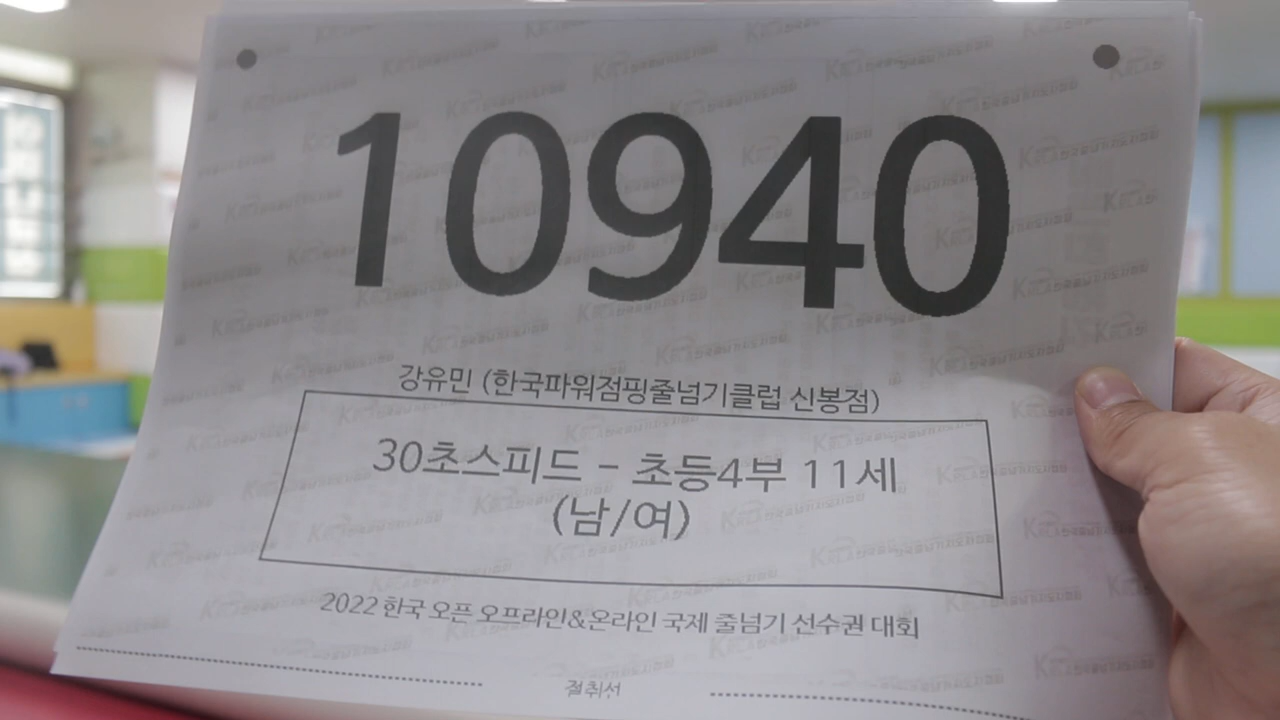 10940
강유민 (한국파워점핑줄넘기클럽 신봉점)
30초스피드 - 초등4부 11세
(남/여)
2022 한국 오픈 오프라인&온라인 국제 줄넘기 선수권 대회
절취선